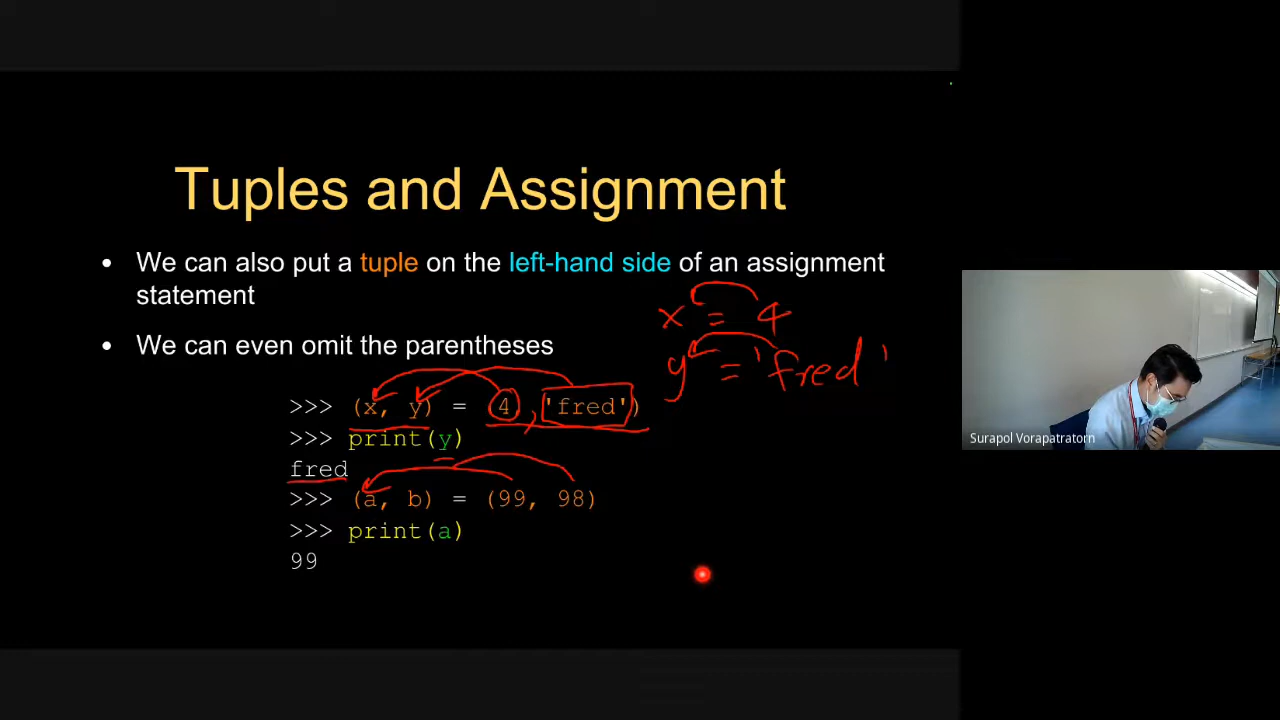 Tuples and Assignment
• We can also put a tuple on the left-hand side of an assignment
statement
x = 4
• We can even omit the parentheses
y = 'fred'
>>> (x, y) = (4, 'fred')
>>> print(y)
fred
>>> (a, b) = (99, 98)
>>> print(a)
99
Surapol Vorapatratorn